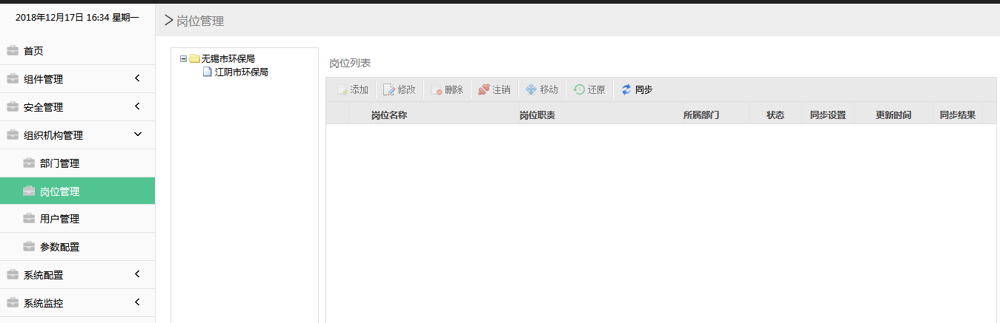 2018年12月17日 16:34 星期一
首页
组件管理
安全管理
组织机构管理
部门管理
岗位管理
用户管理
参数配置
系统配置
系统监控
岗位管理
无锡市环保局
江阴市环保局
岗位列表
添加 修改 删除 注销 移动 还原 同步
岗位名称 岗位职责 所属部门 状态 同步设置 更新时间 同步结果